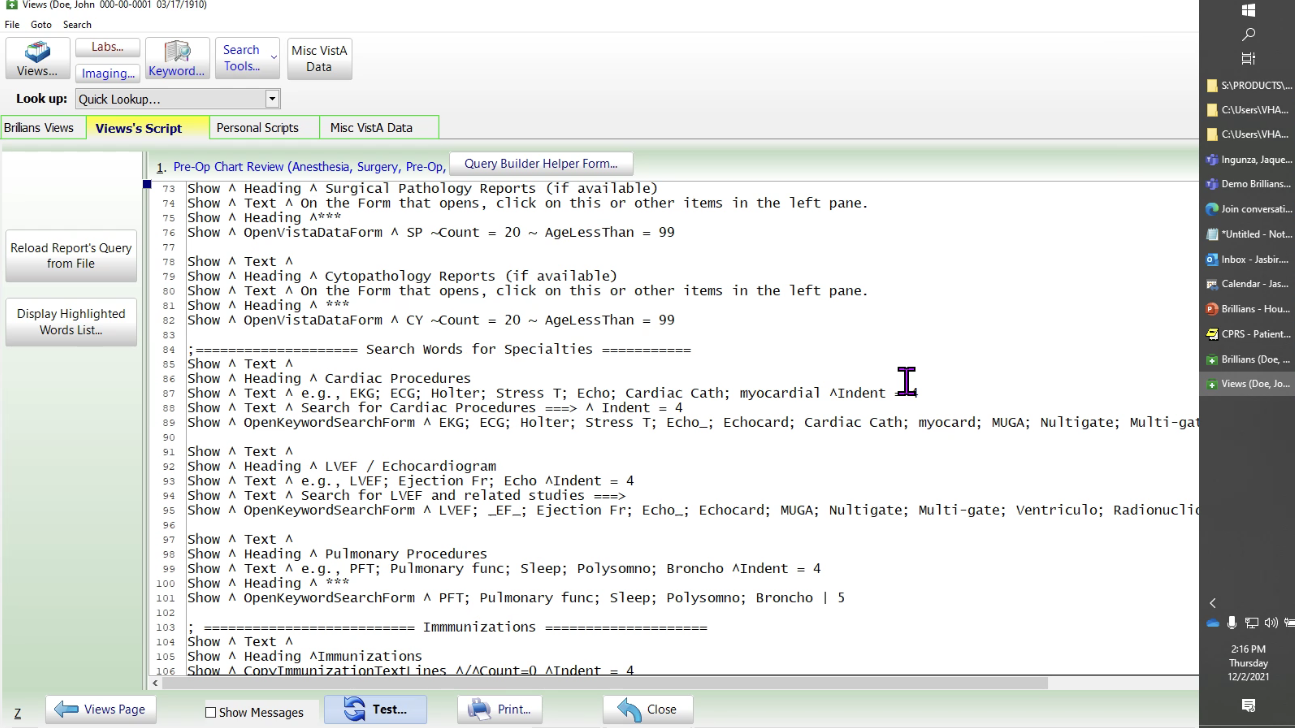 Views (Doe, John 000-00-0001 03/17/1910)
File Goto Search
Views...
Labs...
Imaging...
Keyword...
Search
Tools...
Misc VistA
Data
Look up: Quick Lookup...
Brilians Views
Views's Script
Personal Scripts
Misc VistA Data
1. Pre-Op Chart Review (Anesthesia, Surgery, Pre-Op,
Query Builder Helper Form...
Reload Report's Query
from File
Display Highlighted
Words List...
73 Show ^ Heading ^ Surgical Pathology Reports (if available)
74 Show ^ Text ^ On the Form that opens, click on this or other items in the left pane.
75 Show ^ Heading ^***
76 Show ^ OpenVistaDataForm ^ SP ~Count = 20 ~ AgeLessThan = 99
77
78 Show ^ Text ^
79 Show ^ Heading ^ Cytopathology Reports (if available)
80 Show ^ Text ^ On the Form that opens, click on this or other items in the left pane.
81 Show ^ Heading ^ ***
82 Show ^ OpenVistaDataForm ^ CY ~Count = 20 ~ AgeLessThan = 99
83
84 ;==================== Search Words for Specialties ===========
85 Show ^ Text ^
86 Show ^ Heading ^ Cardiac Procedures
87 Show ^ Text ^ e.g., EKG; ECG; Holter; Stress T; Echo; Cardiac Cath; myocardial ^Indent = 4
88 Show ^ Text ^ Search for Cardiac Procedures ===> ^ Indent = 4
89 Show ^ OpenKeywordSearchForm ^ EKG; ECG; Holter; Stress T; Echo_; Echocard; Cardiac Cath; myocard; MUGA; Nultigate; Multi-gat
90
91 Show ^ Text ^
92 Show ^ Heading ^ LVEF / Echocardiogram
93 Show ^ Text ^ e.g., LVEF; Ejection Fr; Echo ^Indent = 4
94 Show ^ Text ^ Search for LVEF and related studies ===>
95 Show ^ OpenKeywordSearchForm ^ LVEF; _EF_; Ejection Fr; Echo_; Echocard; MUGA; Nultigate; Multi-gate; Ventriculo; Radionuclid
96
97 Show ^ Text ^
98 Show ^ Heading ^ Pulmonary Procedures
99 Show ^ Text ^ e.g., PFT; Pulmonary func; Sleep; Polysomno; Broncho ^Indent = 4
100 Show ^ Heading ^ ***
101 Show ^ OpenKeywordSearchForm ^ PFT; Pulmonary func; Sleep; Polysomno; Broncho | 5
102
103 ; ========================== Immmunizations ====================
104 Show ^ Text ^
105 Show ^ Heading ^Immunizations
106 Show ^ CopyImmunizationTextLines ^/^Count=0 ^Indent = 4
Z
Views Page
Show Messages
Test...
Print...
Close
S:\PRODUCTS\...
C:\Users\VHA...
C:\Users\VHA...
Ingunza, Jaque...
Demo Brillians...
Join conversati...
*Untitled - Not...
Inbox - Jasbir....
Calendar - Jas...
Brillians - Hou...
CPRS - Patient...
Brillians (Doe, ...
Views (Doe, Jo...
2:16 PM
Thursday
12/2/2021